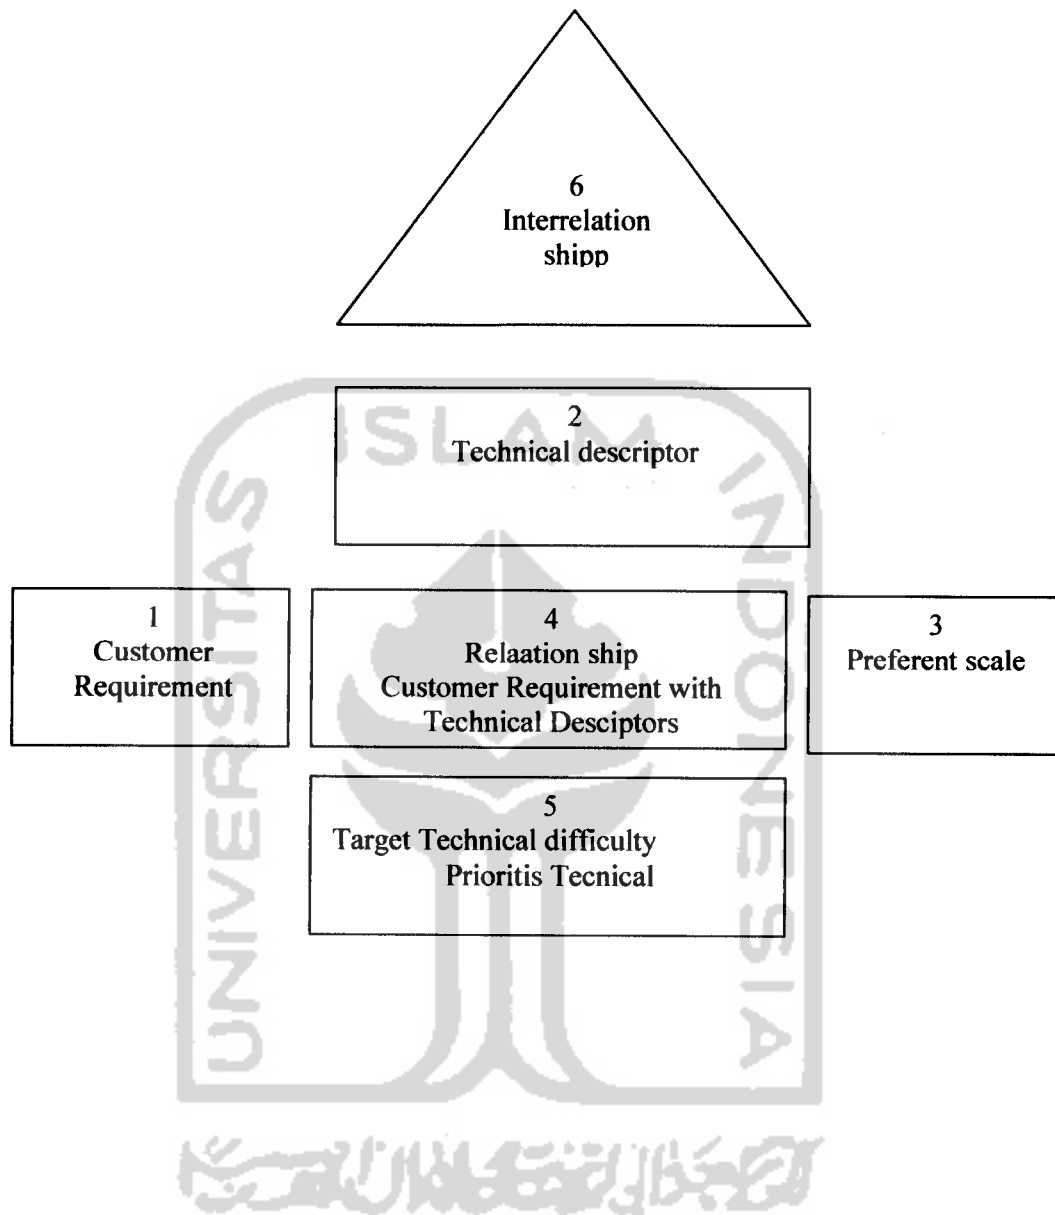 6
Interrelation
shipp
2
Technical descriptor
1
Customer
Requirement
4
Relaation ship
Customer Requirement with
Technical Desciptors
3
Preferent scale
5
Target Technical difficulty
Prioritis Tecnical
UNIVERSITAS
ISLAM
INDONESIA